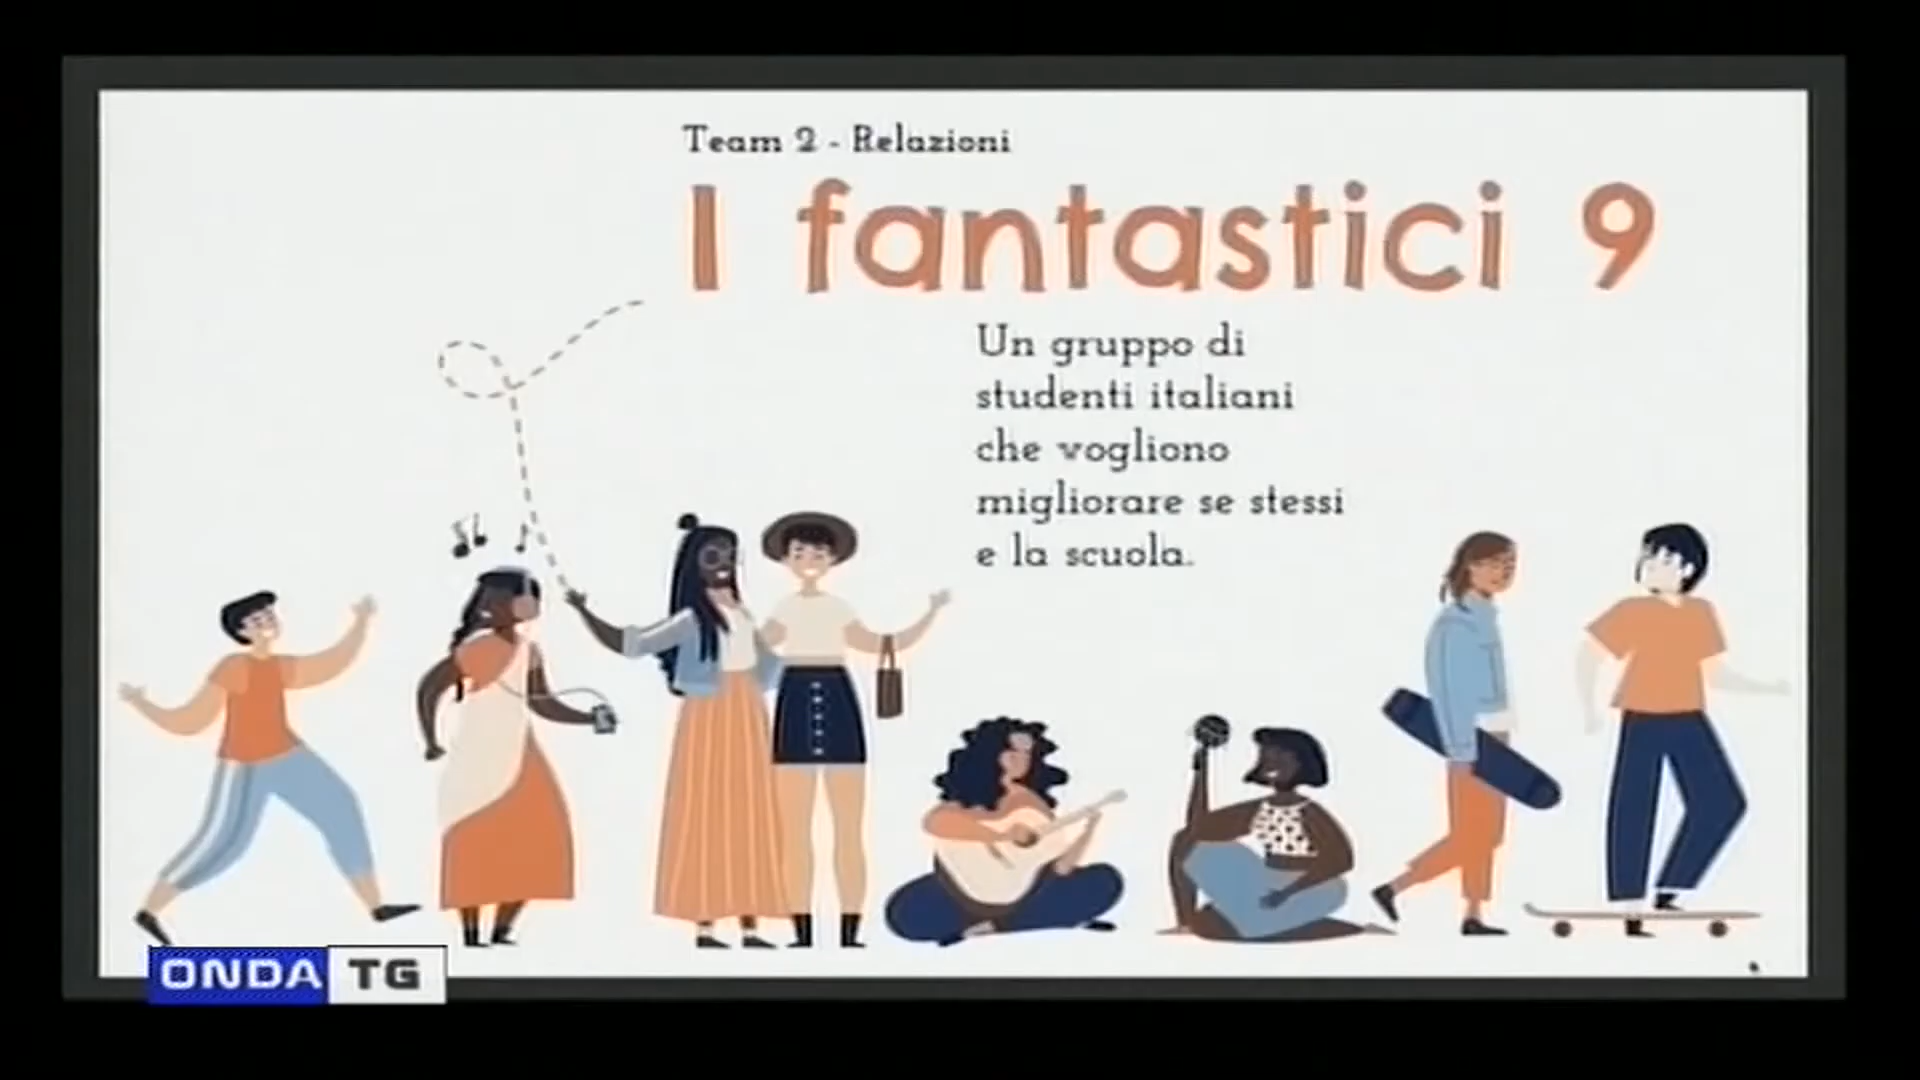 Team 2 - Relazioni
I fantastici 9
Un gruppo di
studenti italiani
che vogliono
migliorare se stessi
e la scuola.
ONDA TG